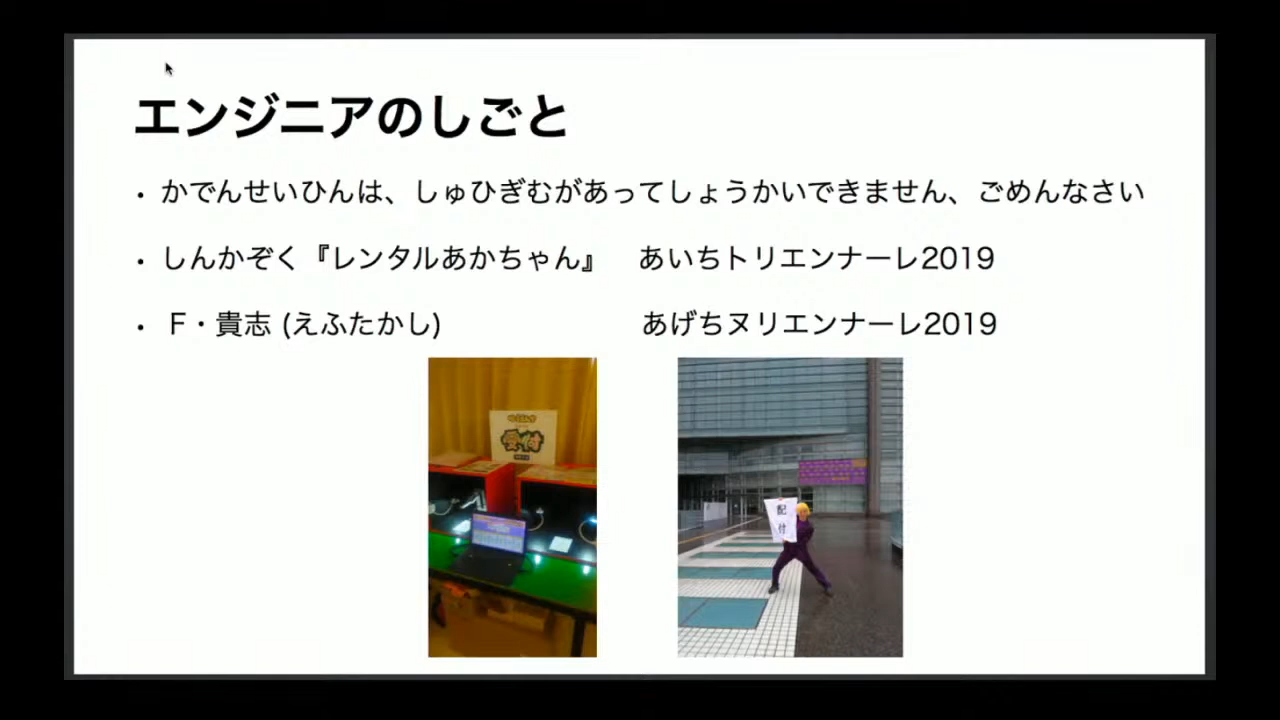 エンジニアのしごと
・かでんせいひんは、しゅひぎむがあってしょうかいできません、ごめんなさい
・しんかぞく『レンタルあかちゃん』 あいちトリエンナーレ2019
・F・貴志 (えふたかし) あげちヌリエンナーレ2019
受付
配
付